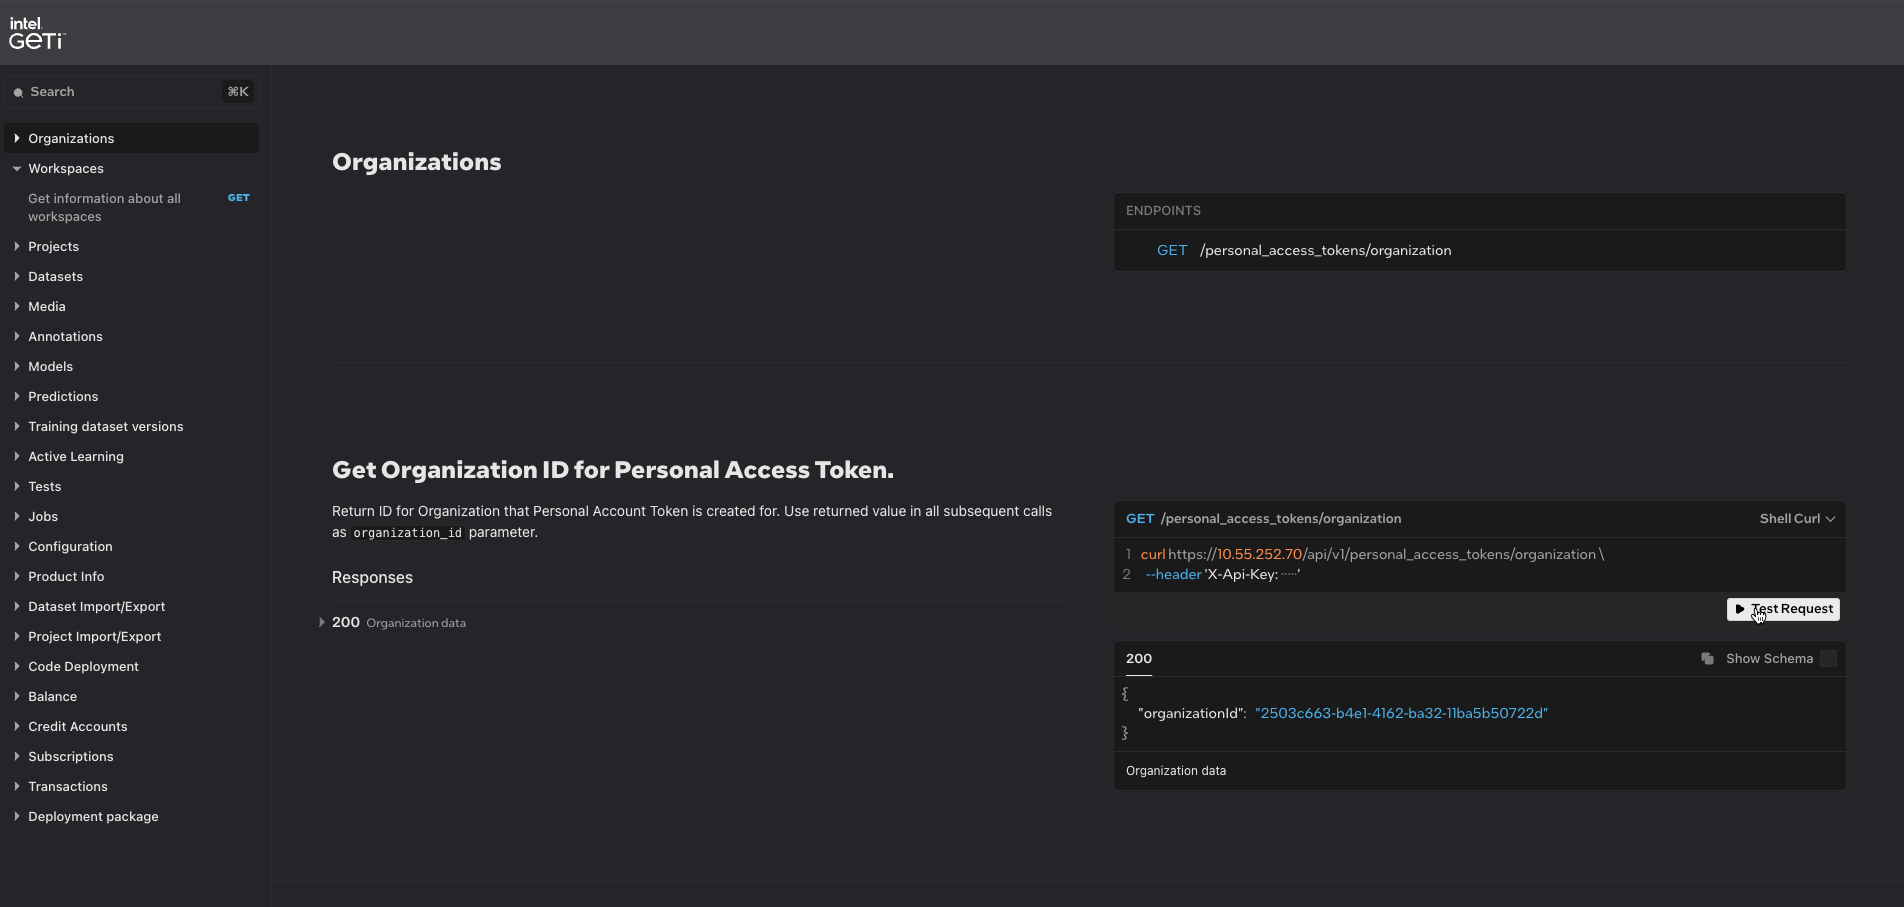 intel
GETi™
Search ⌘K
Organizations
Workspaces
Get information about all GET
workspaces
Projects
Datasets
Media
Annotations
Models
Predictions
Training dataset versions
Active Learning
Tests
Jobs
Configuration
Product Info
Dataset Import/Export
Project Import/Export
Code Deployment
Balance
Credit Accounts
Subscriptions
Transactions
Deployment package
Organizations
ENDPOINTS
GET /personal_access_tokens/organization
Get Organization ID for Personal Access Token.
Return ID for Organization that Personal Account Token is created for. Use returned value in all subsequent calls
as organization_id parameter.
Responses
200 Organization data
GET /personal_access_tokens/organization Shell Curl
1 curl https://10.55.252.70/api/v1/personal_access_tokens/organization \
2 --header 'X-Api-Key: ·····'
Test Request
200 Show Schema
{
"organizationId": "2503c663-b4e1-4162-ba32-11ba5b50722d"
}
Organization data